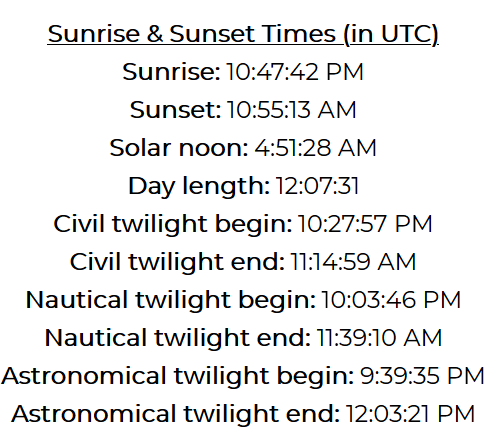 Sunrise & Sunset Times (in UTC)
Sunrise: 10:47:42 PM
Sunset: 10:55:13 AM
Solar noon: 4:51:28 AM
Day length: 12:07:31
Civil twilight begin: 10:27:57 PM
Civil twilight end: 11:14:59 AM
Nautical twilight begin: 10:03:46 PM
Nautical twilight end: 11:39:10 AM
Astronomical twilight begin: 9:39:35 PM
Astronomical twilight end: 12:03:21 PM